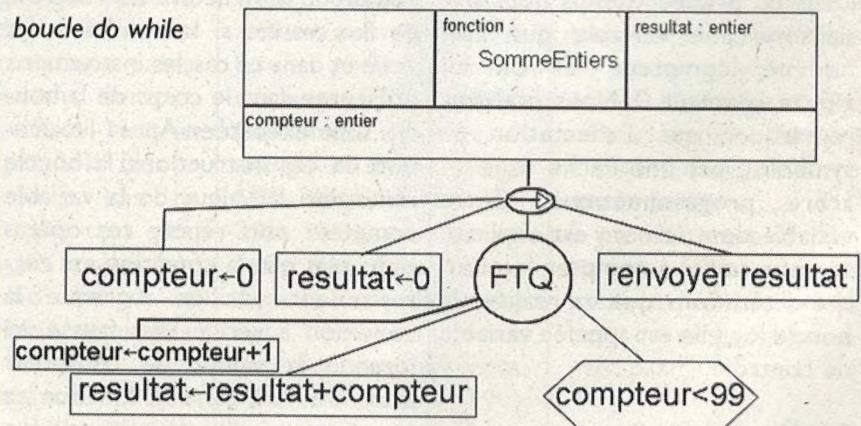 boucle do while
fonction :
SommeEntiers
resultat : entier
compteur : entier
compteur←0
resultat←0
FTQ
renvoyer resultat
compteur←compteur+1
resultat←resultat+compteur
compteur<99